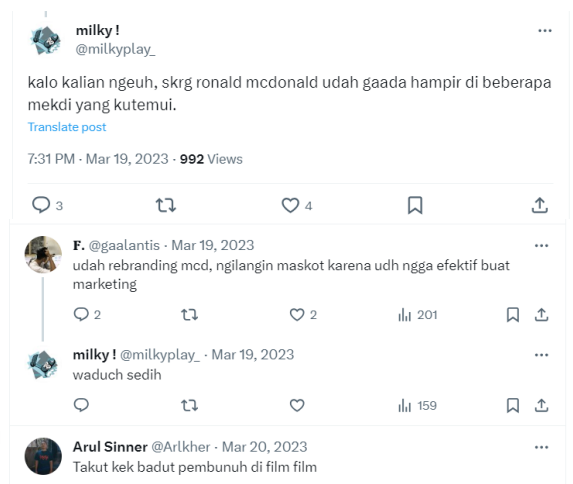 milky !
@milkyplay_
kalo kalian ngeuh, skrg ronald mcdonald udah gaada hampir di beberapa
mekdi yang kutemui.
Translate post
7:31 PM · Mar 19, 2023 · 992 Views
3
4
F. @gaalantis · Mar 19, 2023
udah rebranding mcd, ngilangin maskot karena udh ngga efektif buat
marketing
2
2
201
milky ! @milkyplay_ · Mar 19, 2023
waduch sedih
159
Arul Sinner @Arlkher · Mar 20, 2023
Takut kek badut pembunuh di film film